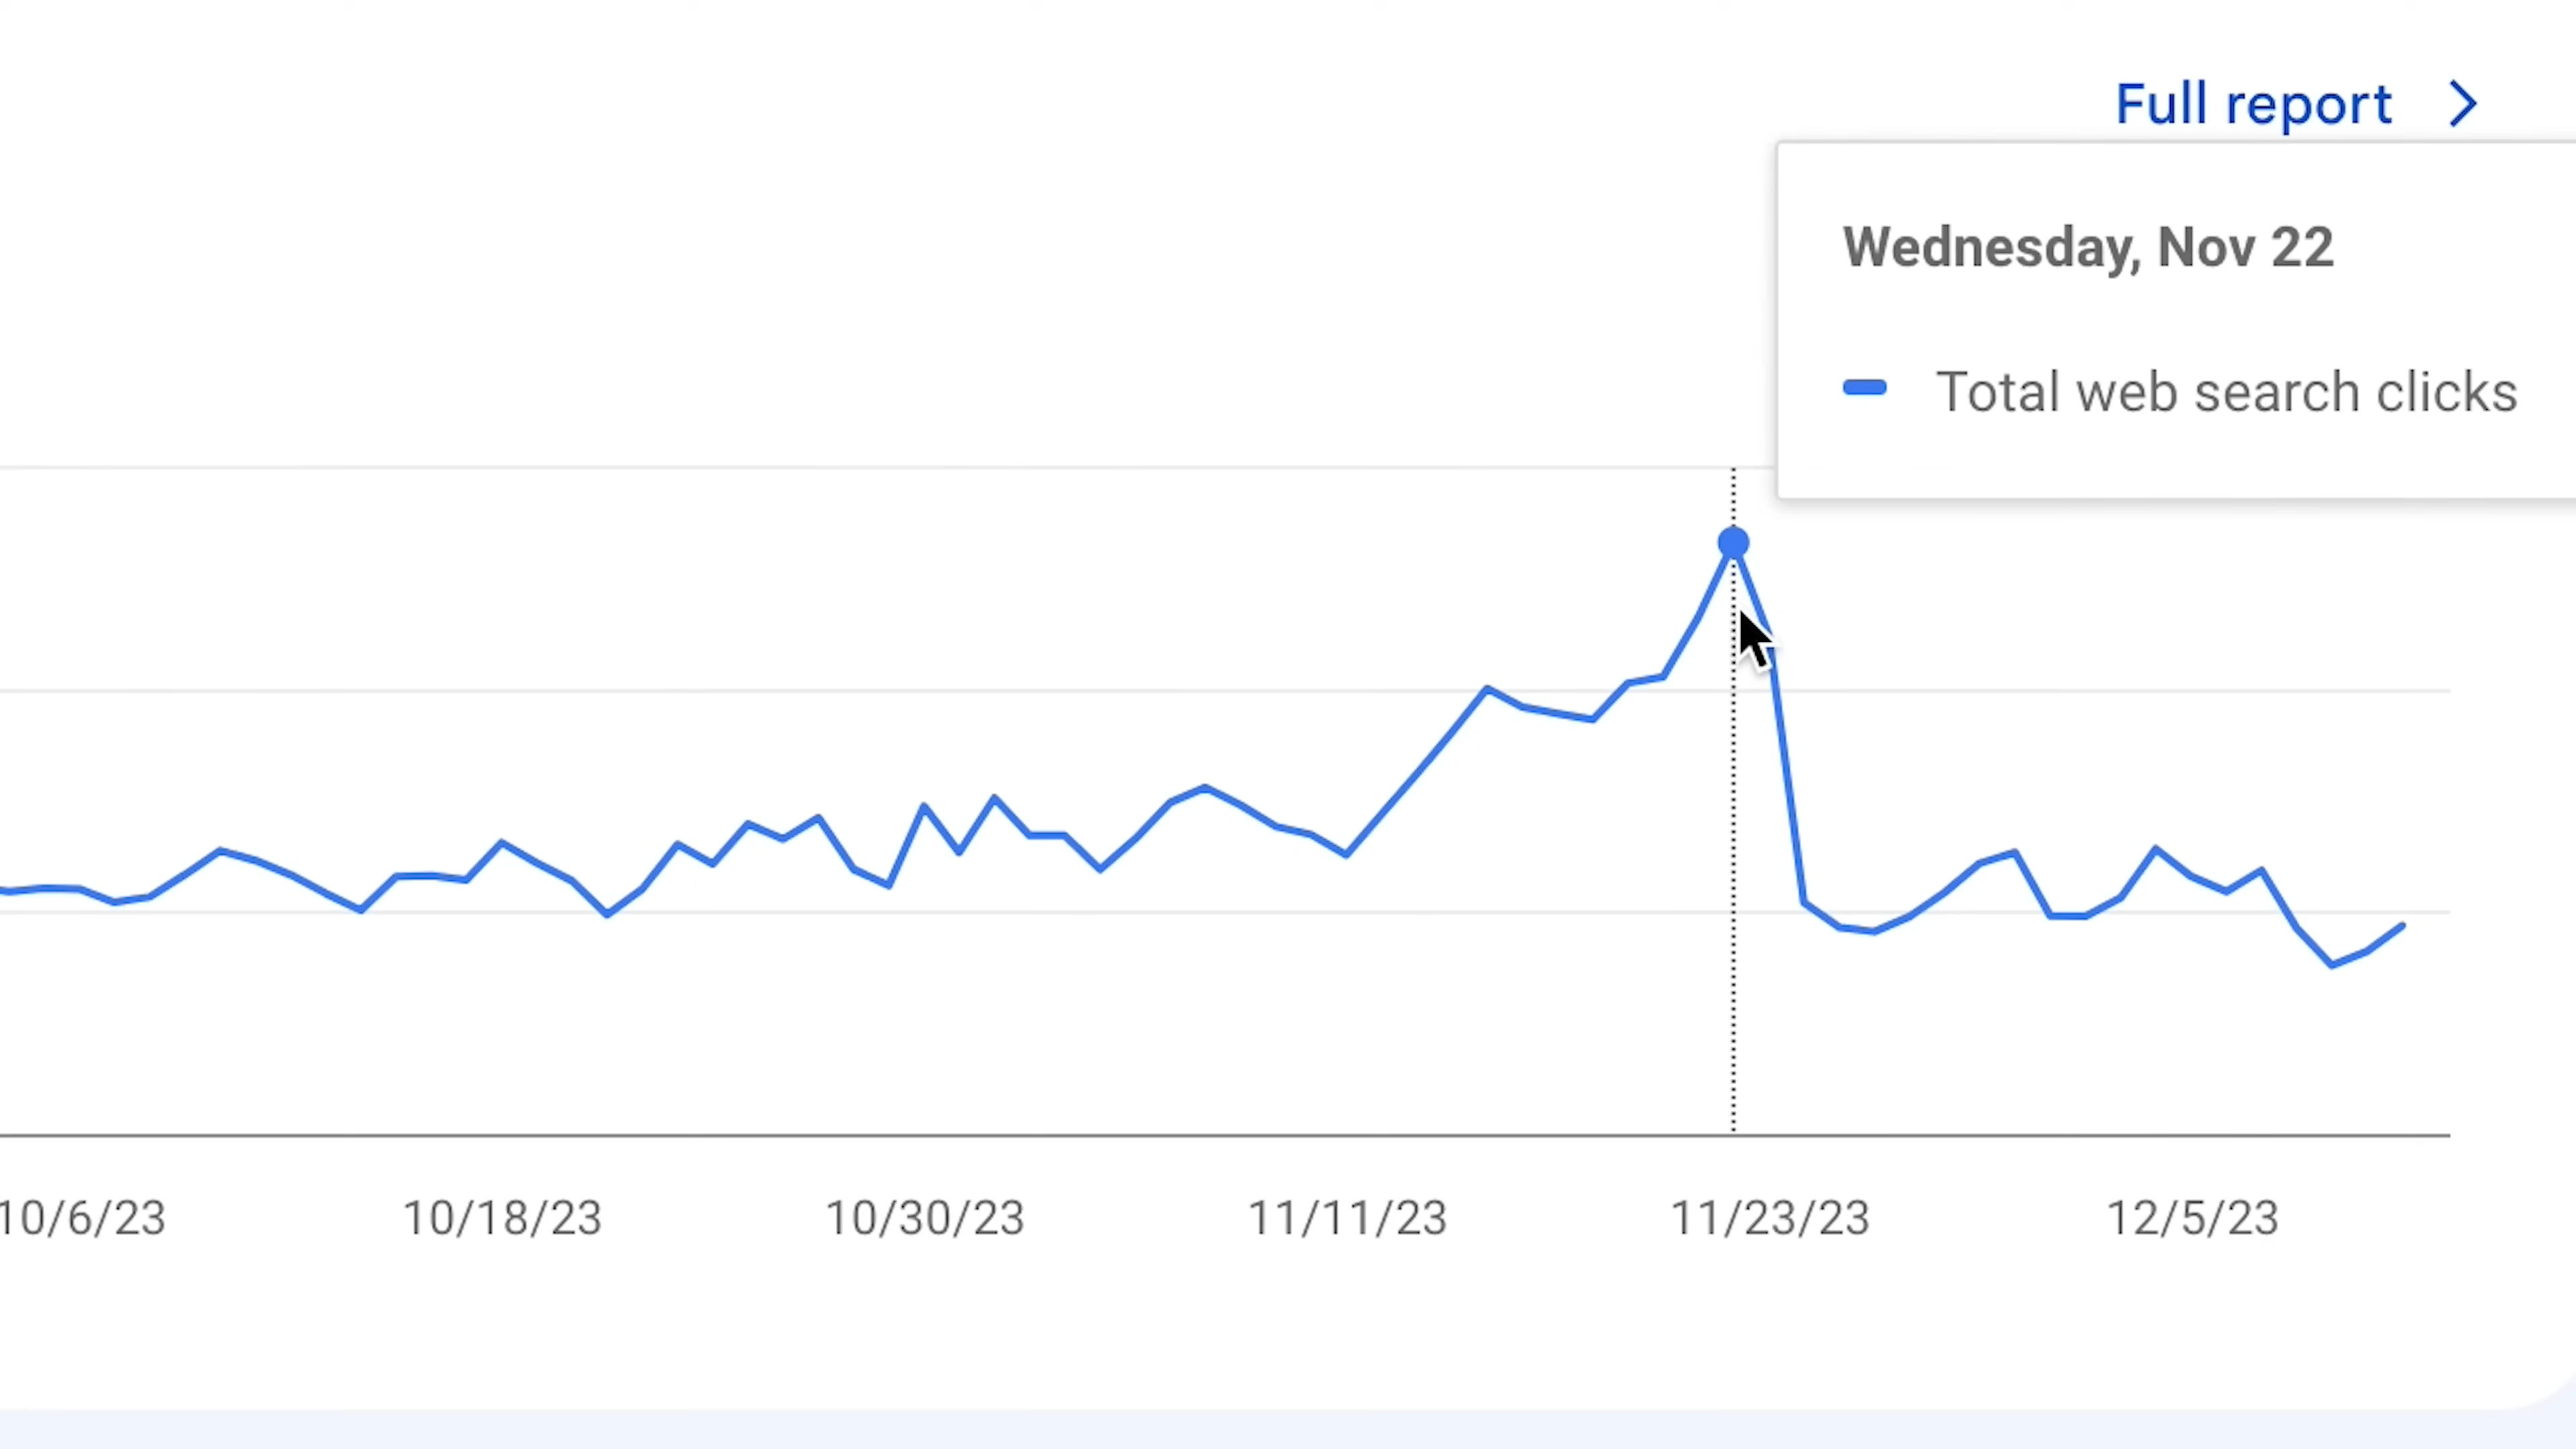 Full report
Wednesday, Nov 22
Total web search clicks
10/6/23 10/18/23 10/30/23 11/11/23 11/23/23 12/5/23